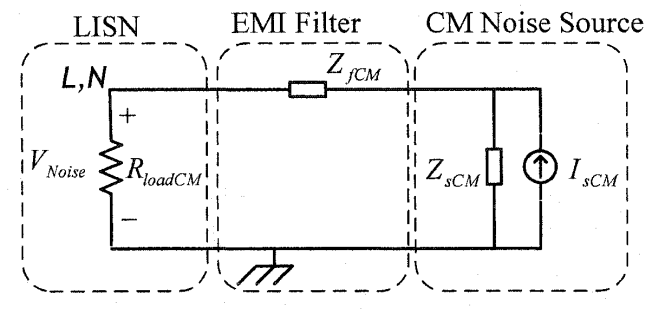 LISN
EMI Filter
CM Noise Source
L,N
Z_fCM
+
V_Noise
R_loadCM
Z_sCM
I_sCM
−